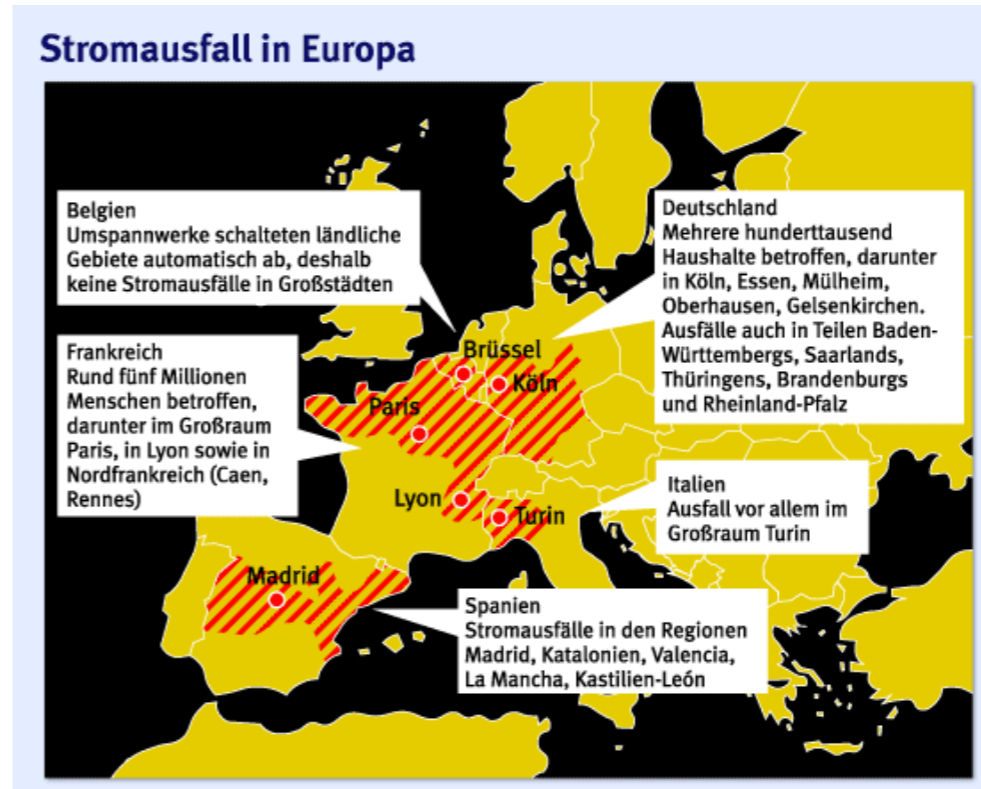 Stromausfall in Europa
Belgien
Umspannwerke schalteten ländliche
Gebiete automatisch ab, deshalb
keine Stromausfälle in Großstädten
Deutschland
Mehrere hunderttausend
Haushalte betroffen, darunter
in Köln, Essen, Mülheim,
Oberhausen, Gelsenkirchen.
Ausfälle auch in Teilen Baden-
Württembergs, Saarlands,
Thüringens, Brandenburgs
und Rheinland-Pfalz
Frankreich
Rund fünf Millionen
Menschen betroffen,
darunter im Großraum
Paris, in Lyon sowie in
Nordfrankreich (Caen,
Rennes)
Brüssel
Köln
Paris
Lyon
Turin
Italien
Ausfall vor allem im
Großraum Turin
Madrid
Spanien
Stromausfälle in den Regionen
Madrid, Katalonien, Valencia,
La Mancha, Kastilien-León